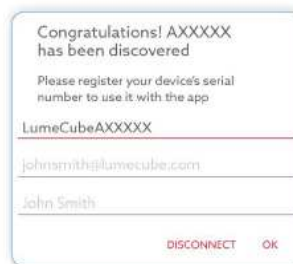 Congratulations! AXXXXX
has been discovered
Please register your device's serial
number to use it with the app
LumeCubeAXXXXX
johnsmith@lumecube.com
John Smith
DISCONNECT OK